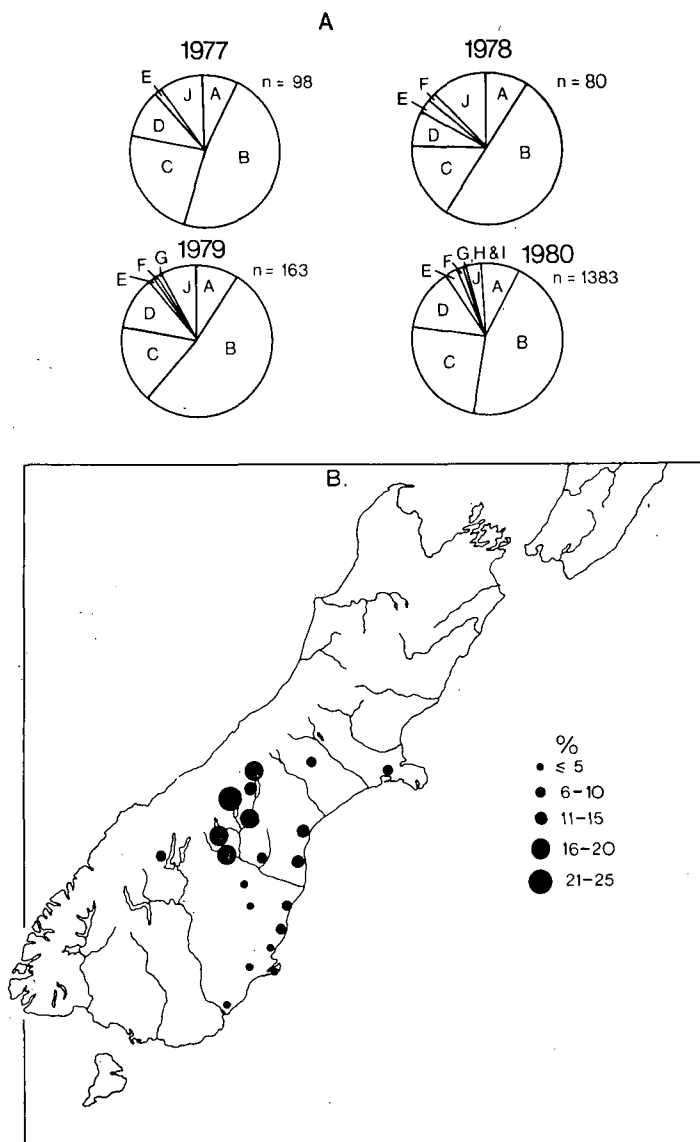 A
1977
E
J
A
n = 98
D
C
B
1978
F
E
J
A
n = 80
D
C
B
1979
G
F
E
J
A
n = 163
D
C
B
1980
G H & I
F
E
J
A
n = 1383
D
C
B
B.
%
≤ 5
6–10
11–15
16–20
21–25